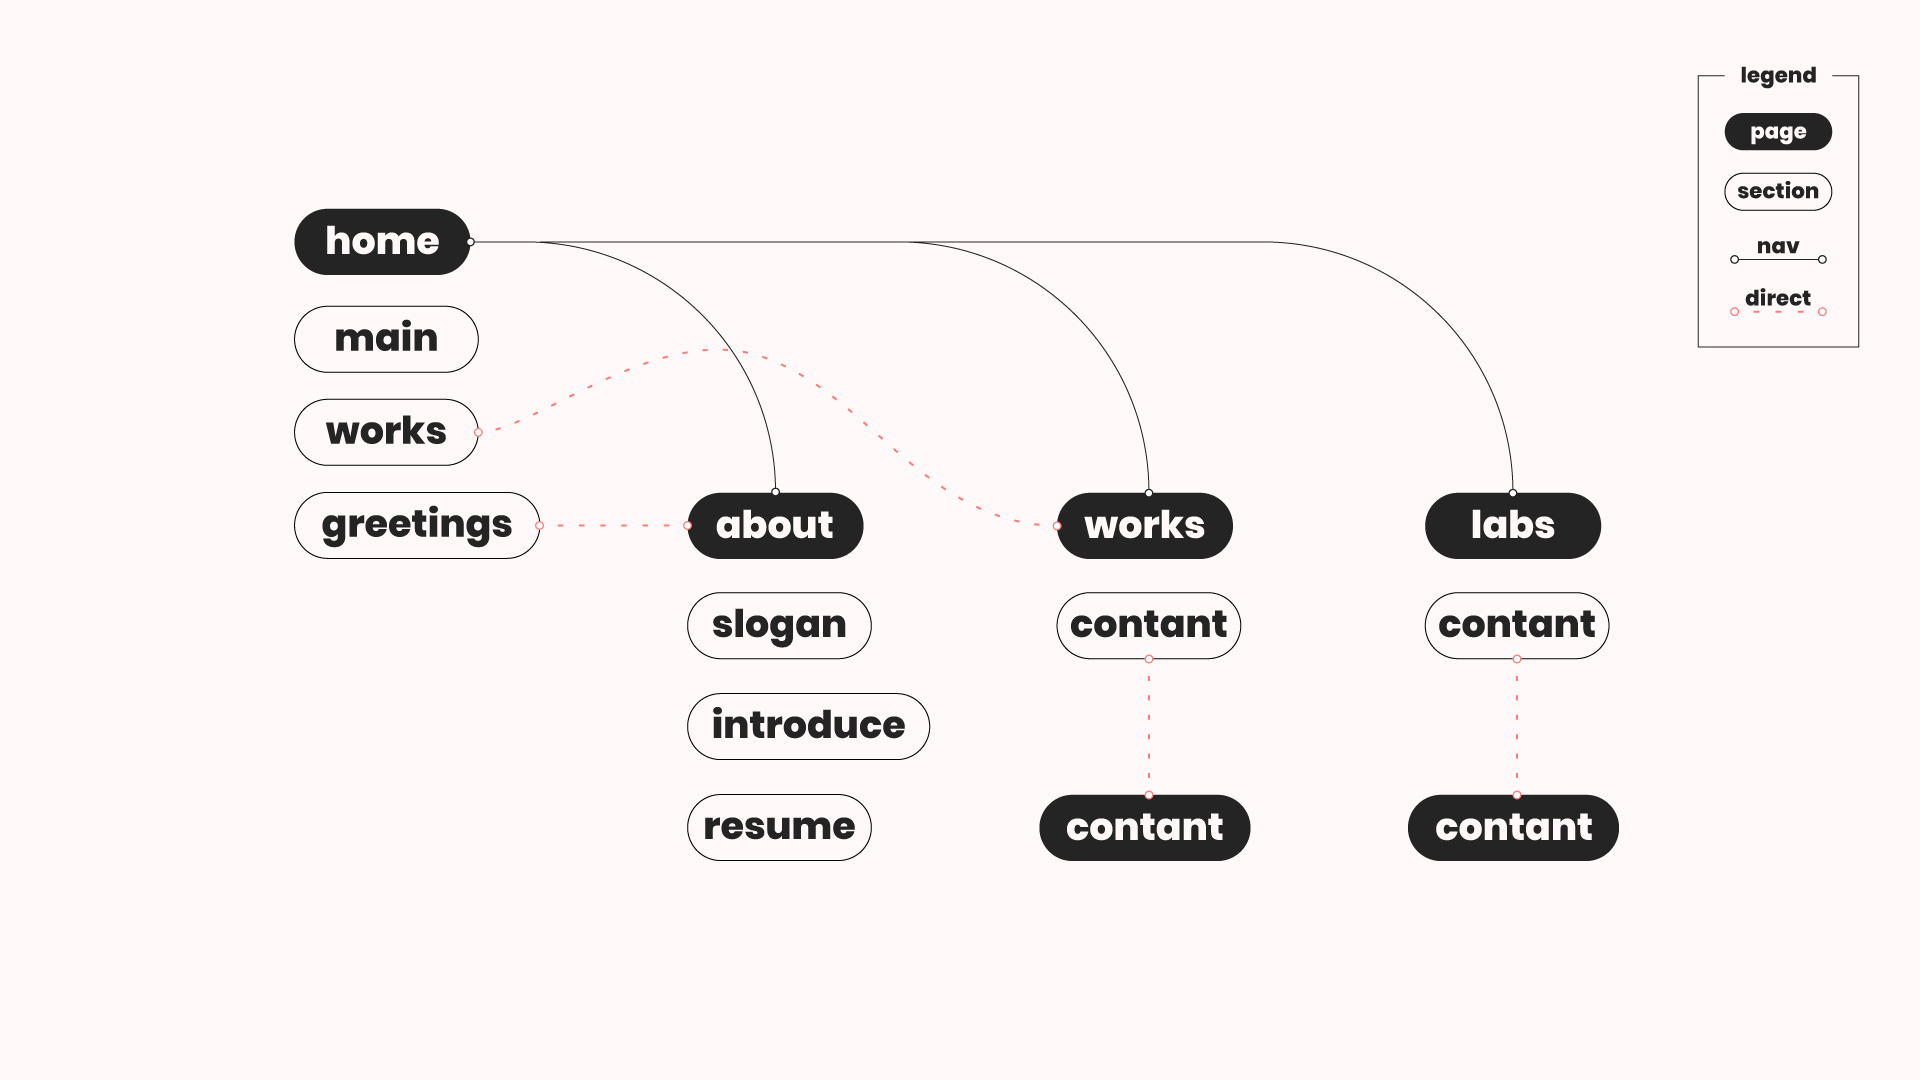 legend
page
section
nav
direct
home
main
works
greetings
about
slogan
introduce
resume
works
contant
contant
labs
contant
contant